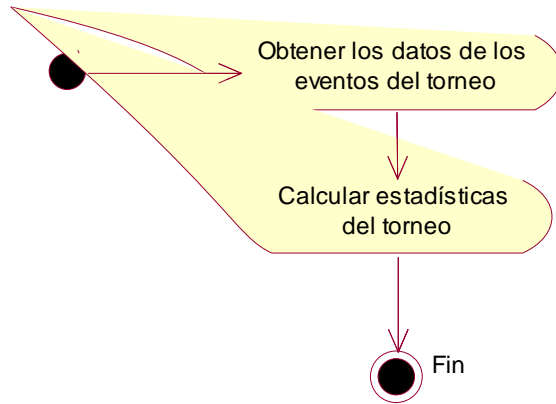 Obtener los datos de los
eventos del torneo
Calcular estadísticas
del torneo
Fin